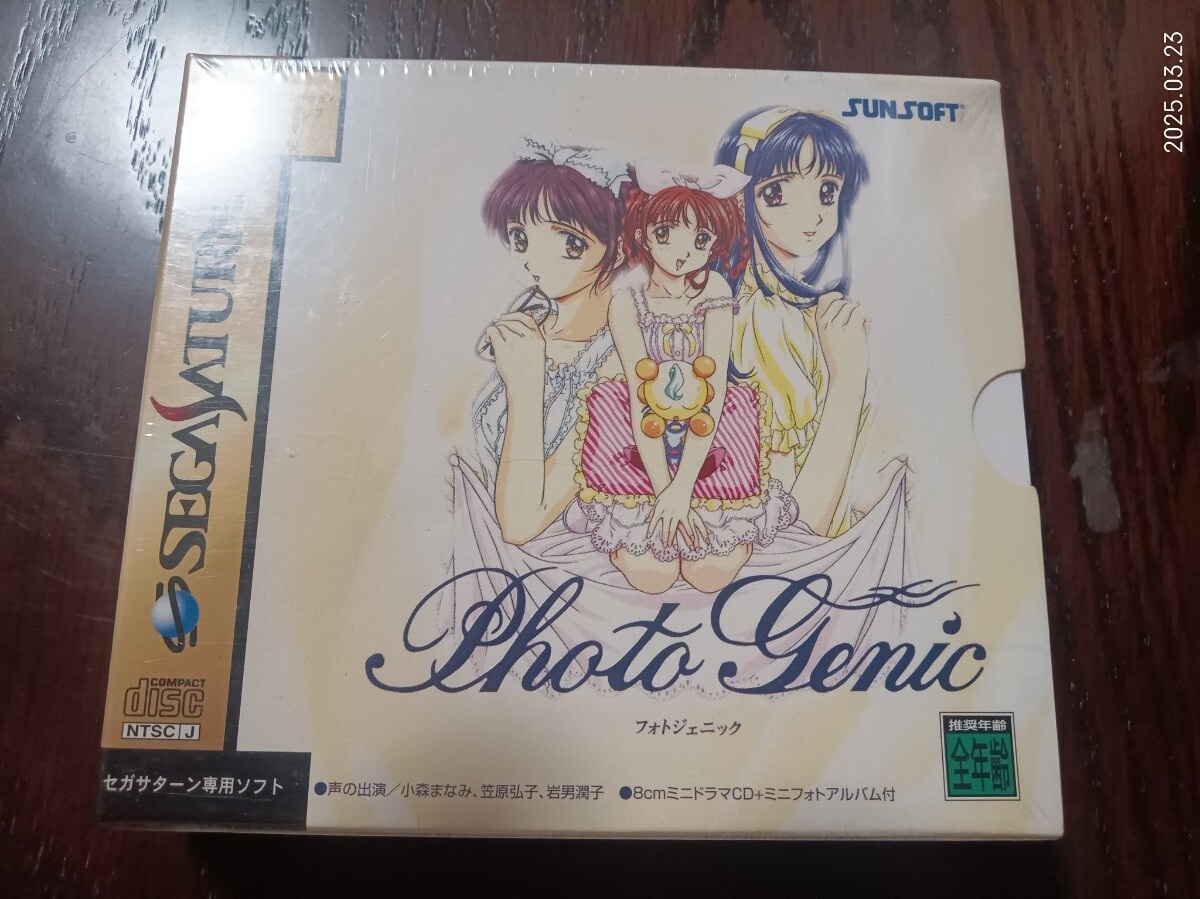 2025.03.23
SUNSOFT
SEGA SATURN
COMPACT
disc
NTSC J
セガサターン専用ソフト
Photo Genic
フォトジェニック
推奨年齢
全年齢
●声の出演／小森まなみ、笠原弘子、岩男潤子 ●8cmミニドラマCD+ミニフォトアルバム付